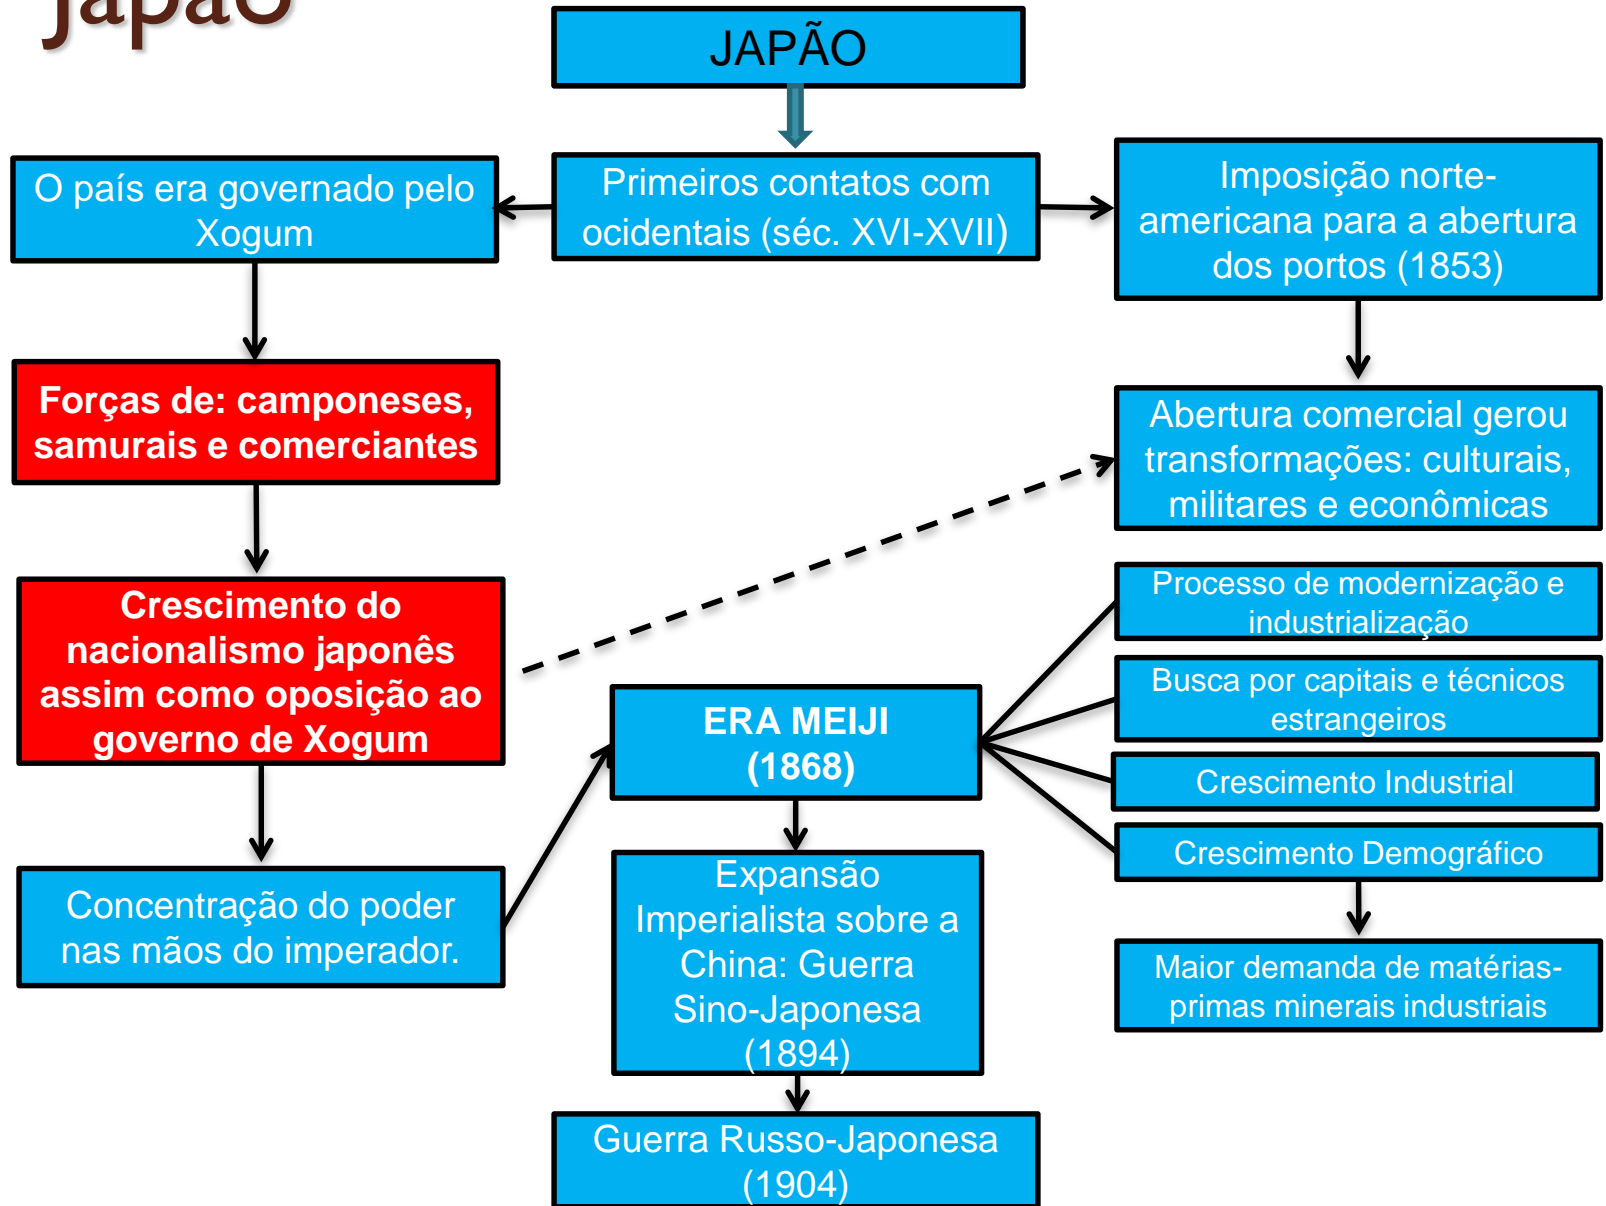 Japão
JAPÃO
O país era governado pelo
Xogum
Primeiros contatos com
ocidentais (séc. XVI-XVII)
Imposição norte-
americana para a abertura
dos portos (1853)
Forças de: camponeses,
samurais e comerciantes
Abertura comercial gerou
transformações: culturais,
militares e econômicas
Crescimento do
nacionalismo japonês
assim como oposição ao
governo de Xogum
Processo de modernização e
industrialização
Busca por capitais e técnicos
estrangeiros
ERA MEIJI
(1868)
Crescimento Industrial
Crescimento Demográfico
Concentração do poder
nas mãos do imperador.
Expansão
Imperialista sobre a
China: Guerra
Sino-Japonesa
(1894)
Maior demanda de matérias-
primas minerais industriais
Guerra Russo-Japonesa
(1904)